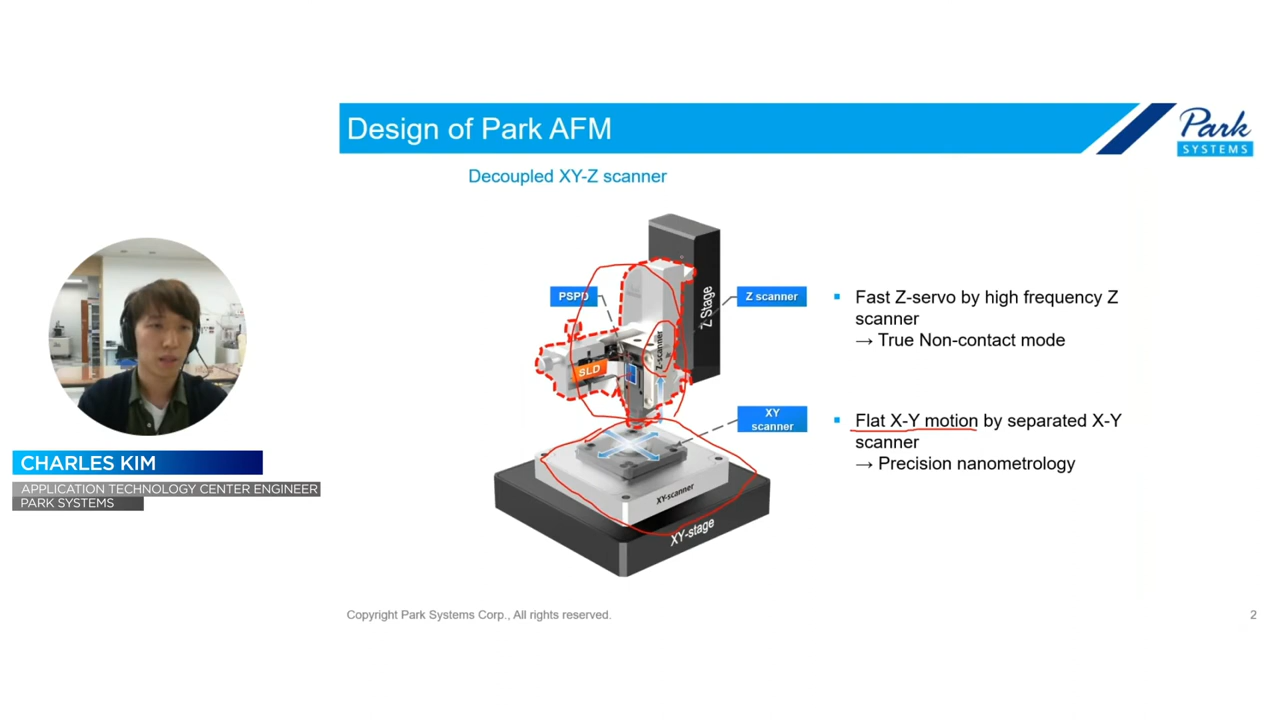 Design of Park AFM
Park
SYSTEMS
Decoupled XY-Z scanner
PSPD
Z scanner
Z Stage
Z-scanner
SLD
XY
scanner
XY-scanner
XY-stage
▪ Fast Z-servo by high frequency Z
scanner
→ True Non-contact mode
▪ Flat X-Y motion by separated X-Y
scanner
→ Precision nanometrology
CHARLES KIM
APPLICATION TECHNOLOGY CENTER ENGINEER
PARK SYSTEMS
Copyright Park Systems Corp., All rights reserved.
2